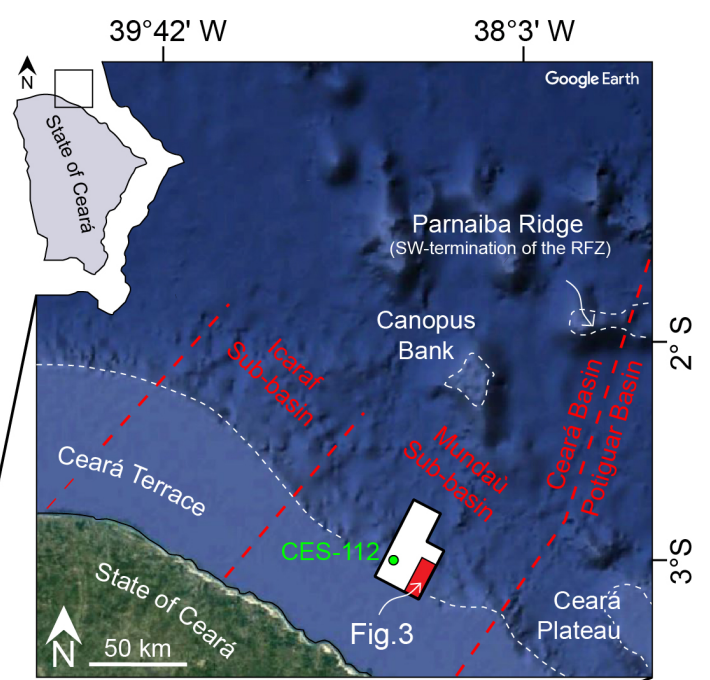 39°42' W
38°3' W
N
Google Earth
State of Ceará
Parnaiba Ridge
(SW-termination of the RFZ)
Canopus
Bank
2°S
Icaraí
Sub-basin
Ceará Basin
Potiguar Basin
Mundaú
Sub-basin
Ceará Terrace
CES-112
3°S
State of Ceará
Ceará
Plateau
Fig.3
N
50 km